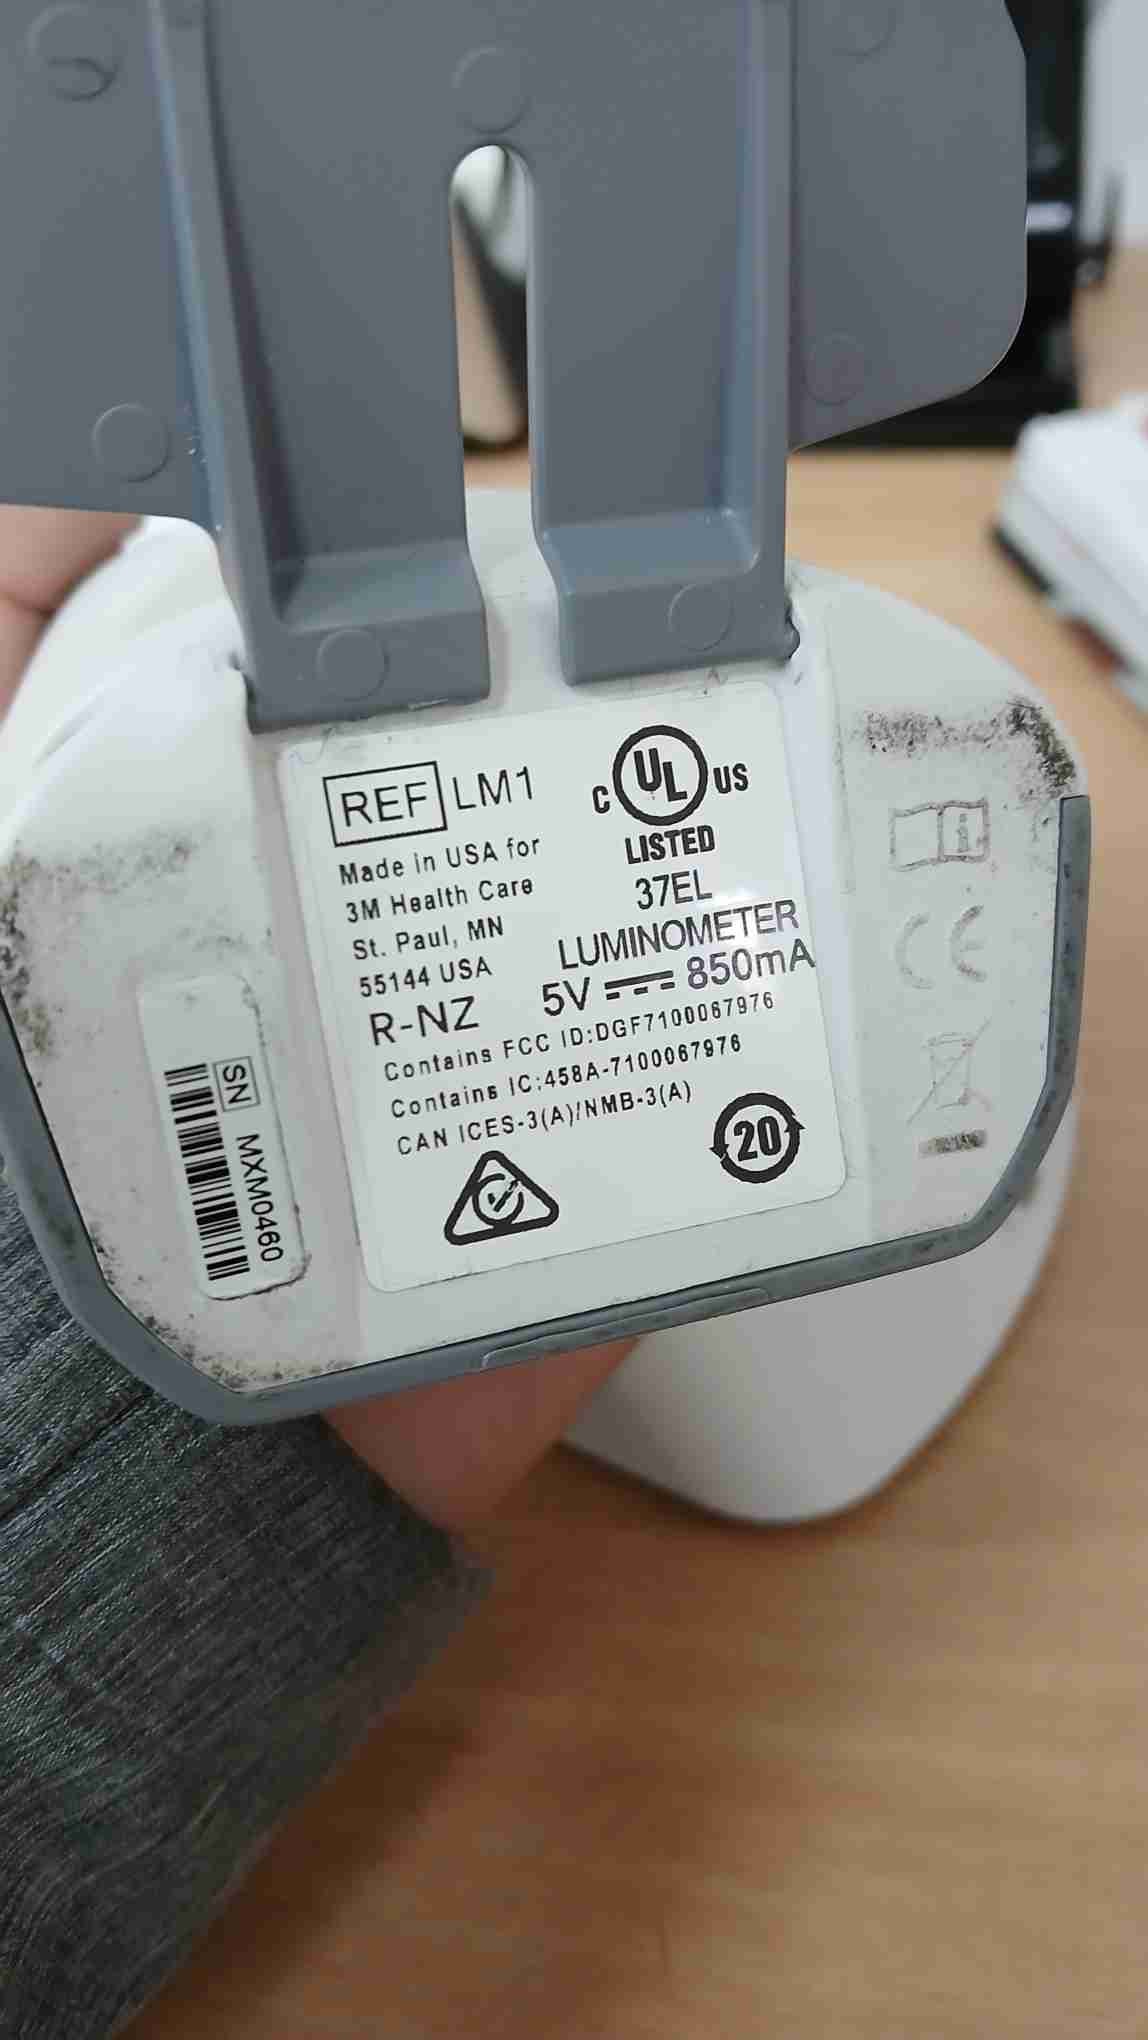 REF LM1
Made in USA for
3M Health Care
St. Paul, MN
55144 USA
R-NZ
C UL US
LISTED
37EL
LUMINOMETER
5V 850mA
Contains FCC ID:DGF7100067976
Contains IC:458A-7100067976
CAN ICES-3(A)/NMB-3(A)
20
SN MXM0460
i
CE